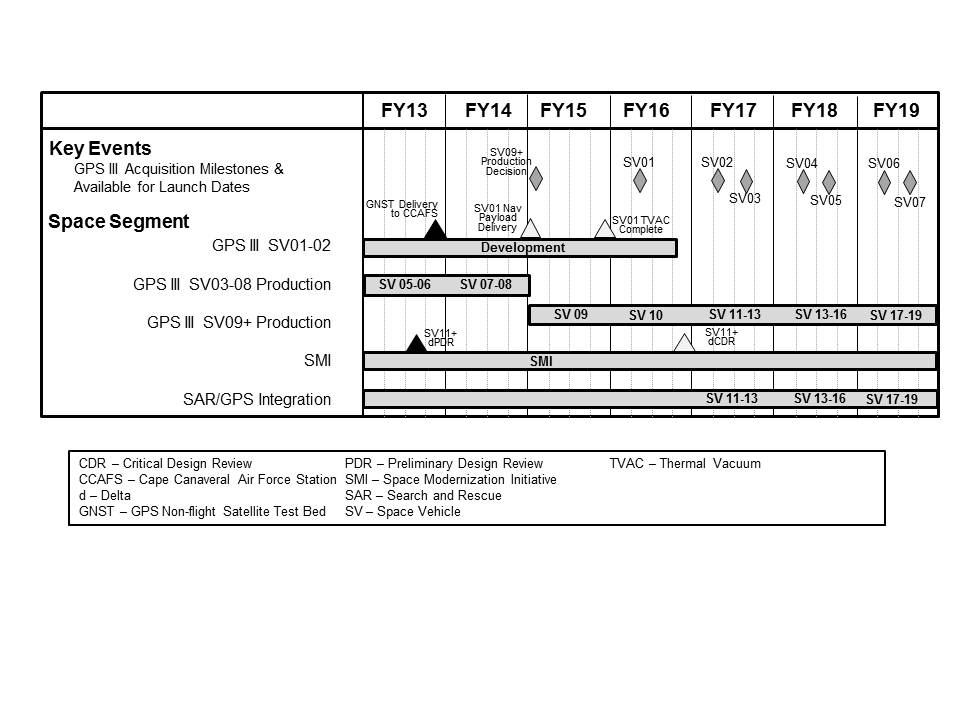 FY13 FY14 FY15 FY16 FY17 FY18 FY19
Key Events
GPS III Acquisition Milestones &
Available for Launch Dates
SV09+
Production
Decision
SV01
SV02
SV03
SV04
SV05
SV06
SV07
Space Segment
GNST Delivery
to CCAFS
SV01 Nav
Payload
Delivery
SV01 TVAC
Complete
GPS III SV01-02
Development
GPS III SV03-08 Production
SV 05-06 SV 07-08
GPS III SV09+ Production
SV 09 SV 10 SV 11-13 SV 13-16 SV 17-19
SV11+
dPDR
SV11+
dCDR
SMI
SMI
SAR/GPS Integration
SV 11-13 SV 13-16 SV 17-19
CDR – Critical Design Review
CCAFS – Cape Canaveral Air Force Station
d – Delta
GNST – GPS Non-flight Satellite Test Bed
PDR – Preliminary Design Review
SMI – Space Modernization Initiative
SAR – Search and Rescue
SV – Space Vehicle
TVAC – Thermal Vacuum